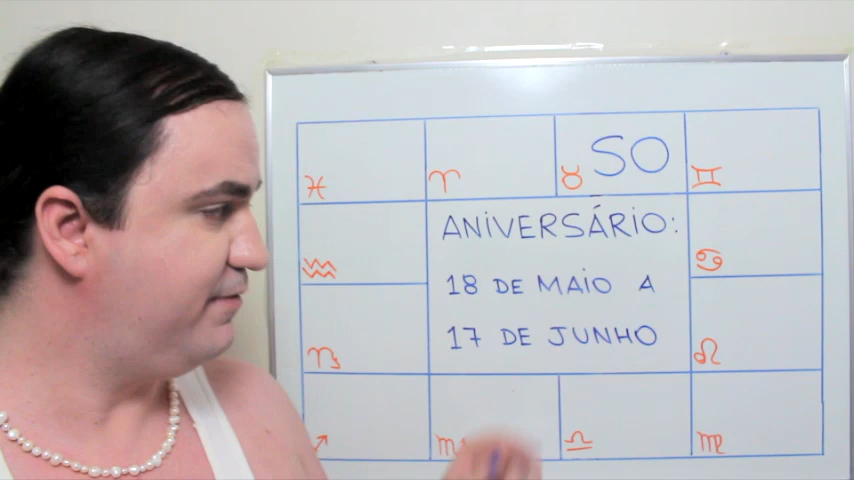 ♓ ♈ ♉ SO ♊
ANIVERSÁRIO:
♒ ♋
18 DE MAIO A
17 DE JUNHO
♑ ♌
♐ ♏ ♎ ♍